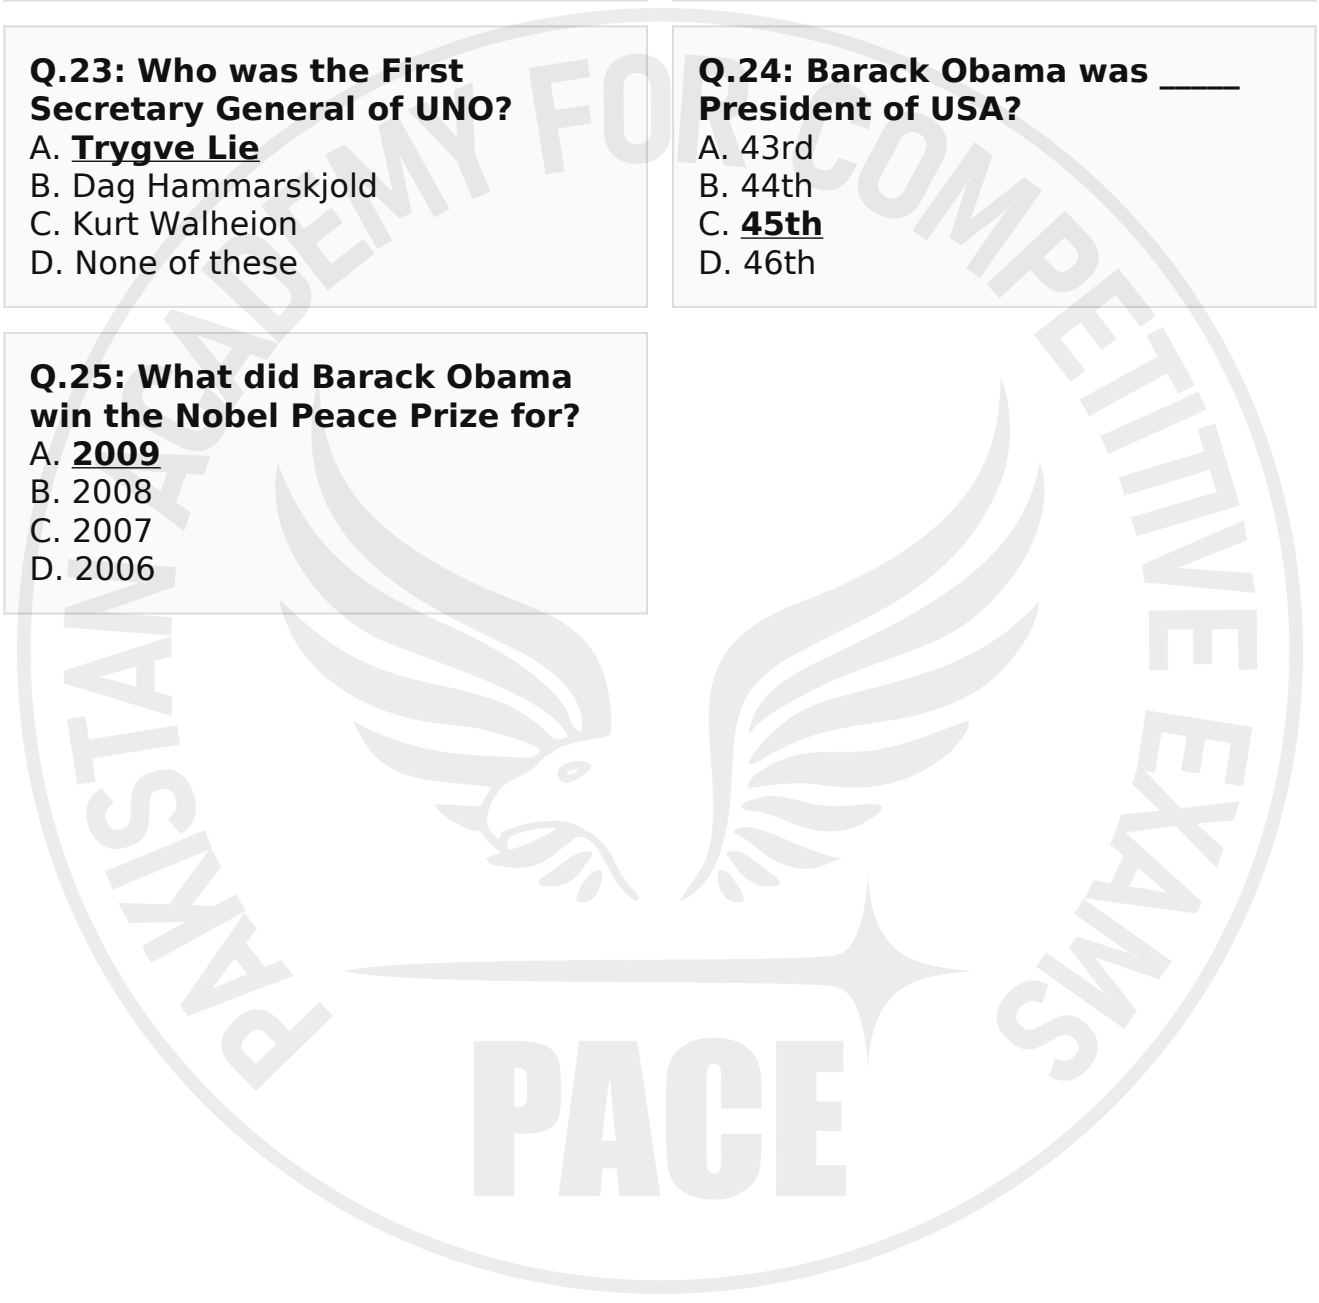 Q.23: Who was the First
Secretary General of UNO?
A. Trygve Lie
B. Dag Hammarskjold
C. Kurt Walheion
D. None of these
Q.24: Barack Obama was _____
President of USA?
A. 43rd
B. 44th
C. 45th
D. 46th
Q.25: What did Barack Obama
win the Nobel Peace Prize for?
A. 2009
B. 2008
C. 2007
D. 2006
PAKISTAN ACADEMY FOR COMPETITIVE EXAMS
PACE